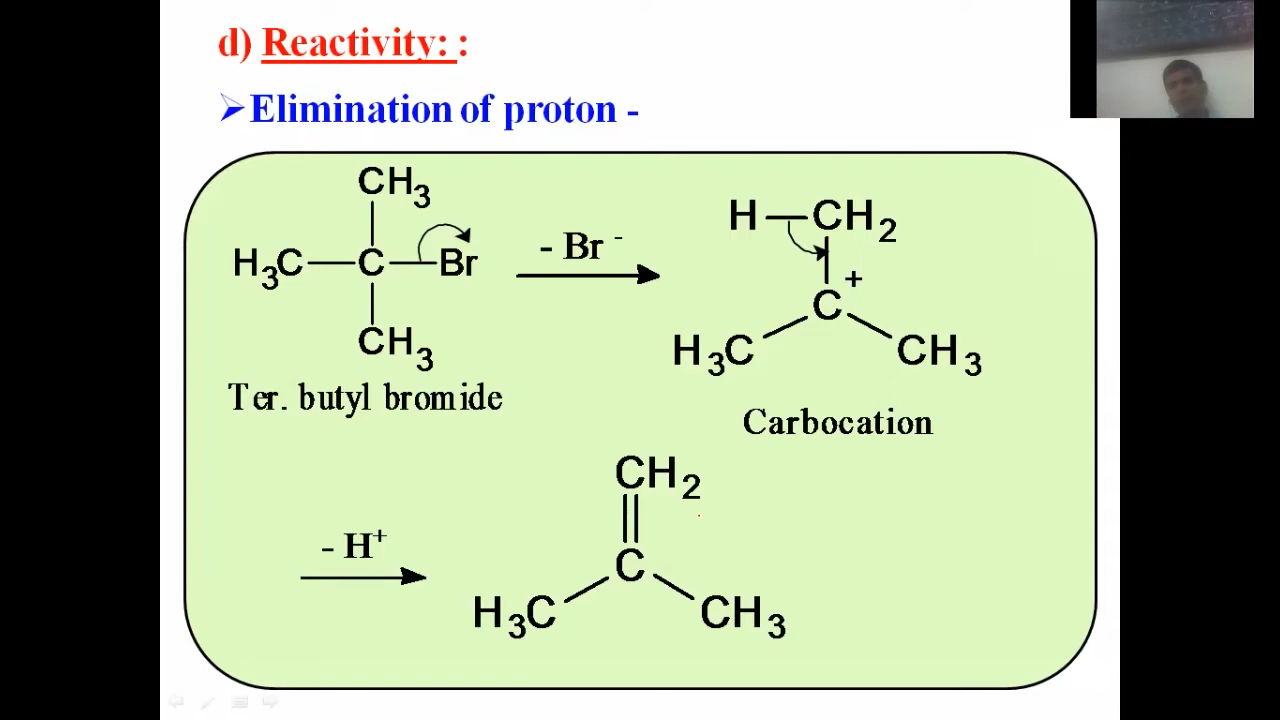 d) Reactivity: :
➢Elimination of proton -
CH3
H3C C Br
CH3
Ter. butyl bromide
- Br -
H CH2
+
C
H3C CH3
Carbocation
- H+
CH2
C
H3C CH3